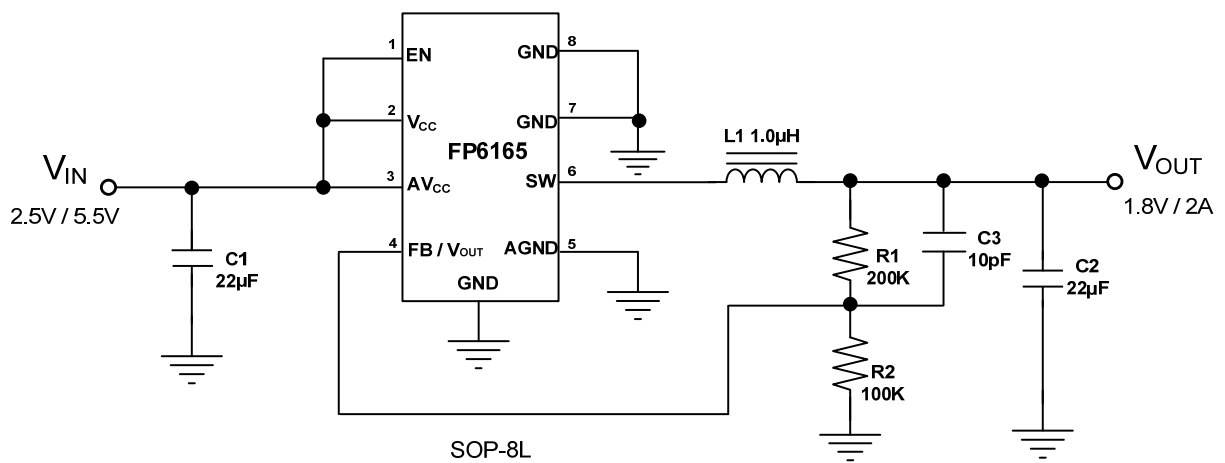 1
EN
GND
8
2
VCC
GND
7
FP6165
L1 1.0µH
VIN
3
AVCC
SW
6
VOUT
2.5V / 5.5V
1.8V / 2A
C1
22µF
4
FB / VOUT
AGND
5
GND
R1
200K
C3
10pF
C2
22µF
R2
100K
SOP-8L